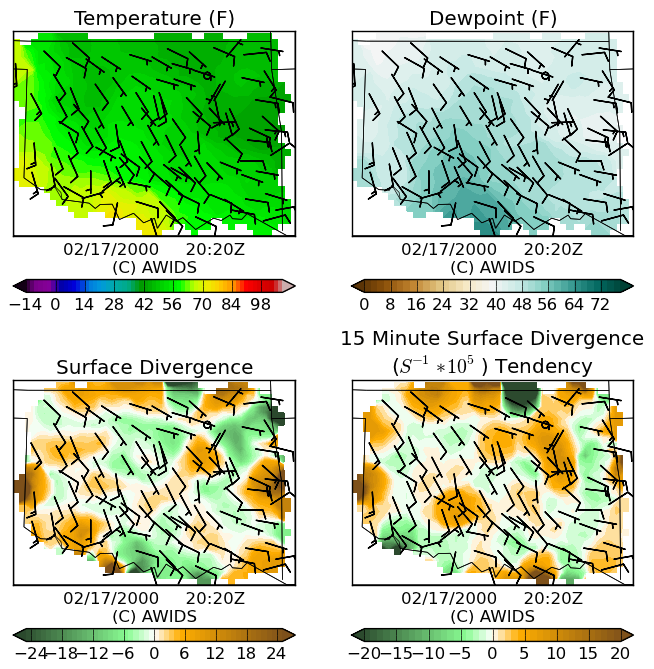 Temperature (F)
Dewpoint (F)
02/17/2000 20:20Z
(C) AWIDS
02/17/2000 20:20Z
(C) AWIDS
−14 0 14 28 42 56 70 84 98
0 8 16 24 32 40 48 56 64 72
Surface Divergence
15 Minute Surface Divergence
(S⁻¹ *10⁵ ) Tendency
02/17/2000 20:20Z
(C) AWIDS
02/17/2000 20:20Z
(C) AWIDS
−24 −18 −12 −6 0 6 12 18 24
−20 −15 −10 −5 0 5 10 15 20